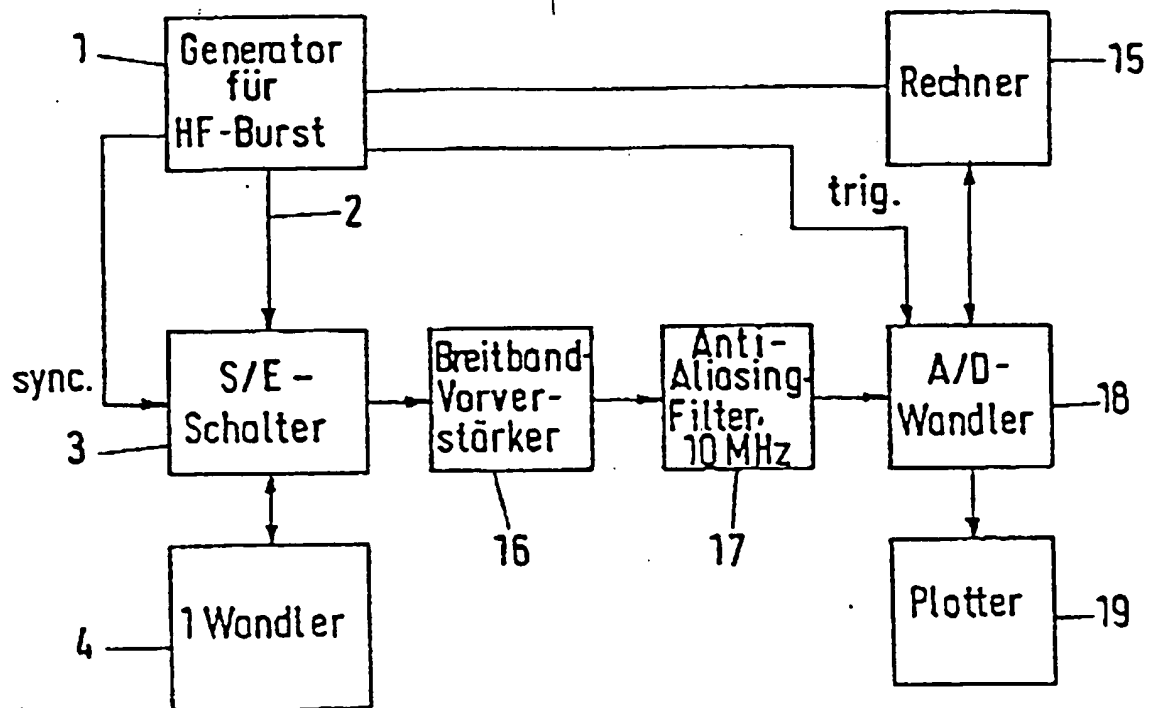 1
Generator
für
HF-Burst
Rechner
15
trig.
2
sync.
S/E-
Schalter
3
Breitband-
Vorver-
stärker
16
Anti-
Aliasing-
Filter.
10 MHz
17
A/D-
Wandler
18
1 Wandler
4
Plotter
19